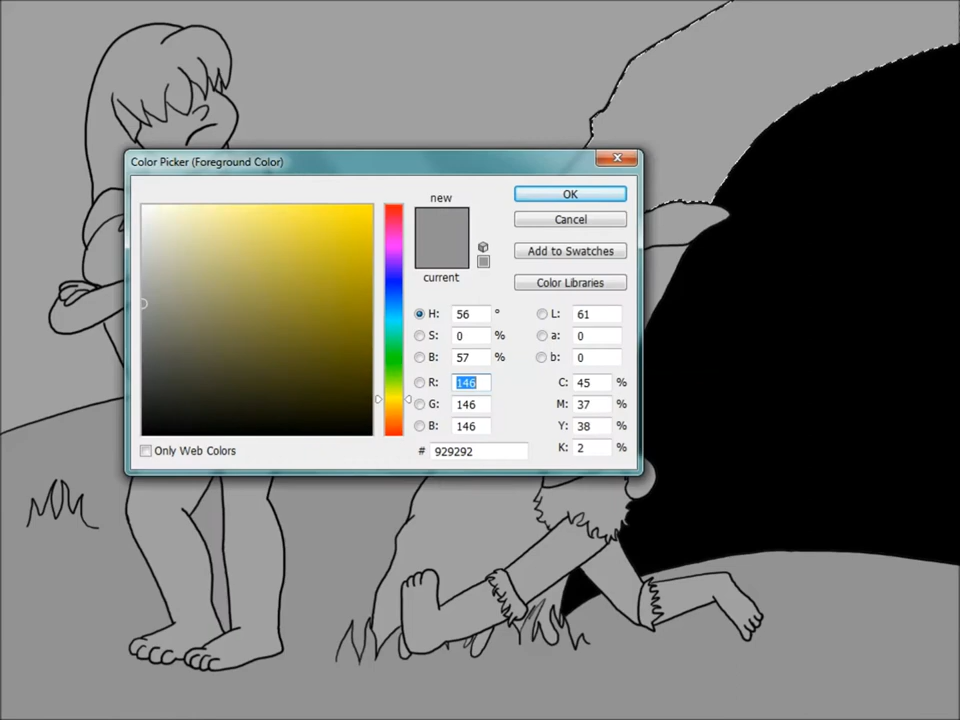 Color Picker (Foreground Color)
new
current
OK
Cancel
Add to Swatches
Color Libraries
H: 56 °
S: 0 %
B: 57 %
R: 146
G: 146
B: 146
# 929292
L: 61
a: 0
b: 0
C: 45 %
M: 37 %
Y: 38 %
K: 2 %
Only Web Colors